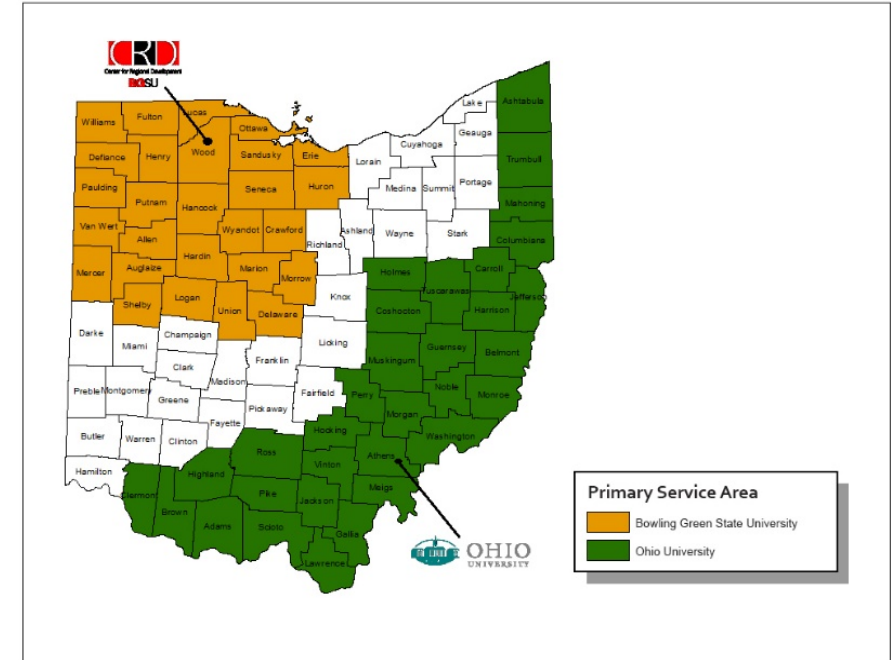 CRD
Center for Regional Development
BGSU
Lake
Ashtabula
Geauga
Cuyahoga
Trumbull
Williams
Fulton
Lucas
Ottawa
Wood
Sandusky
Erie
Lorain
Defiance
Henry
Medina
Summit
Portage
Paulding
Seneca
Huron
Mahoning
Putnam
Hancock
Van Wert
Wyandot
Crawford
Richland
Ashland
Wayne
Stark
Columbiana
Allen
Hardin
Marion
Mercer
Auglaize
Morrow
Holmes
Carroll
Tuscarawas
Jefferson
Shelby
Logan
Union
Delaware
Knox
Coshocton
Harrison
Darke
Champaign
Miami
Licking
Guernsey
Belmont
Clark
Franklin
Muskingum
Madison
Preble
Montgomery
Greene
Fairfield
Perry
Noble
Monroe
Pickaway
Morgan
Fayette
Butler
Warren
Clinton
Hocking
Washington
Ross
Athens
Hamilton
Highland
Vinton
Meigs
Clermont
Pike
Jackson
Brown
Adams
Scioto
Gallia
Lawrence
OHIO
UNIVERSITY
Primary Service Area
Bowling Green State University
Ohio University